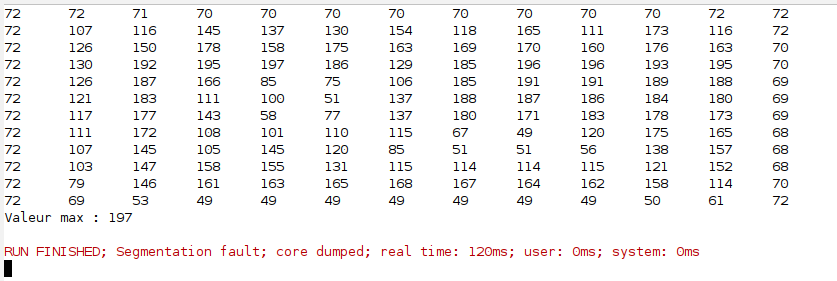 72 72 71 70 70 70 70 70 70 70 70 72 72
72 107 116 145 137 130 154 118 165 111 173 116 72
72 126 150 178 158 175 163 169 170 160 176 163 70
72 130 192 195 197 186 129 185 196 196 193 195 70
72 126 187 166 85 75 106 185 191 191 189 188 69
72 121 183 111 100 51 137 188 187 186 184 180 69
72 117 177 143 58 77 137 180 171 183 178 173 69
72 111 172 108 101 110 115 67 49 120 175 165 68
72 107 145 105 145 120 85 51 51 56 138 157 68
72 103 147 158 155 131 115 114 114 115 121 152 68
72 79 146 161 163 165 168 167 164 162 158 114 70
72 69 53 49 49 49 49 49 49 49 50 61 72
Valeur max : 197
RUN FINISHED; Segmentation fault; core dumped; real time: 120ms; user: 0ms; system: 0ms